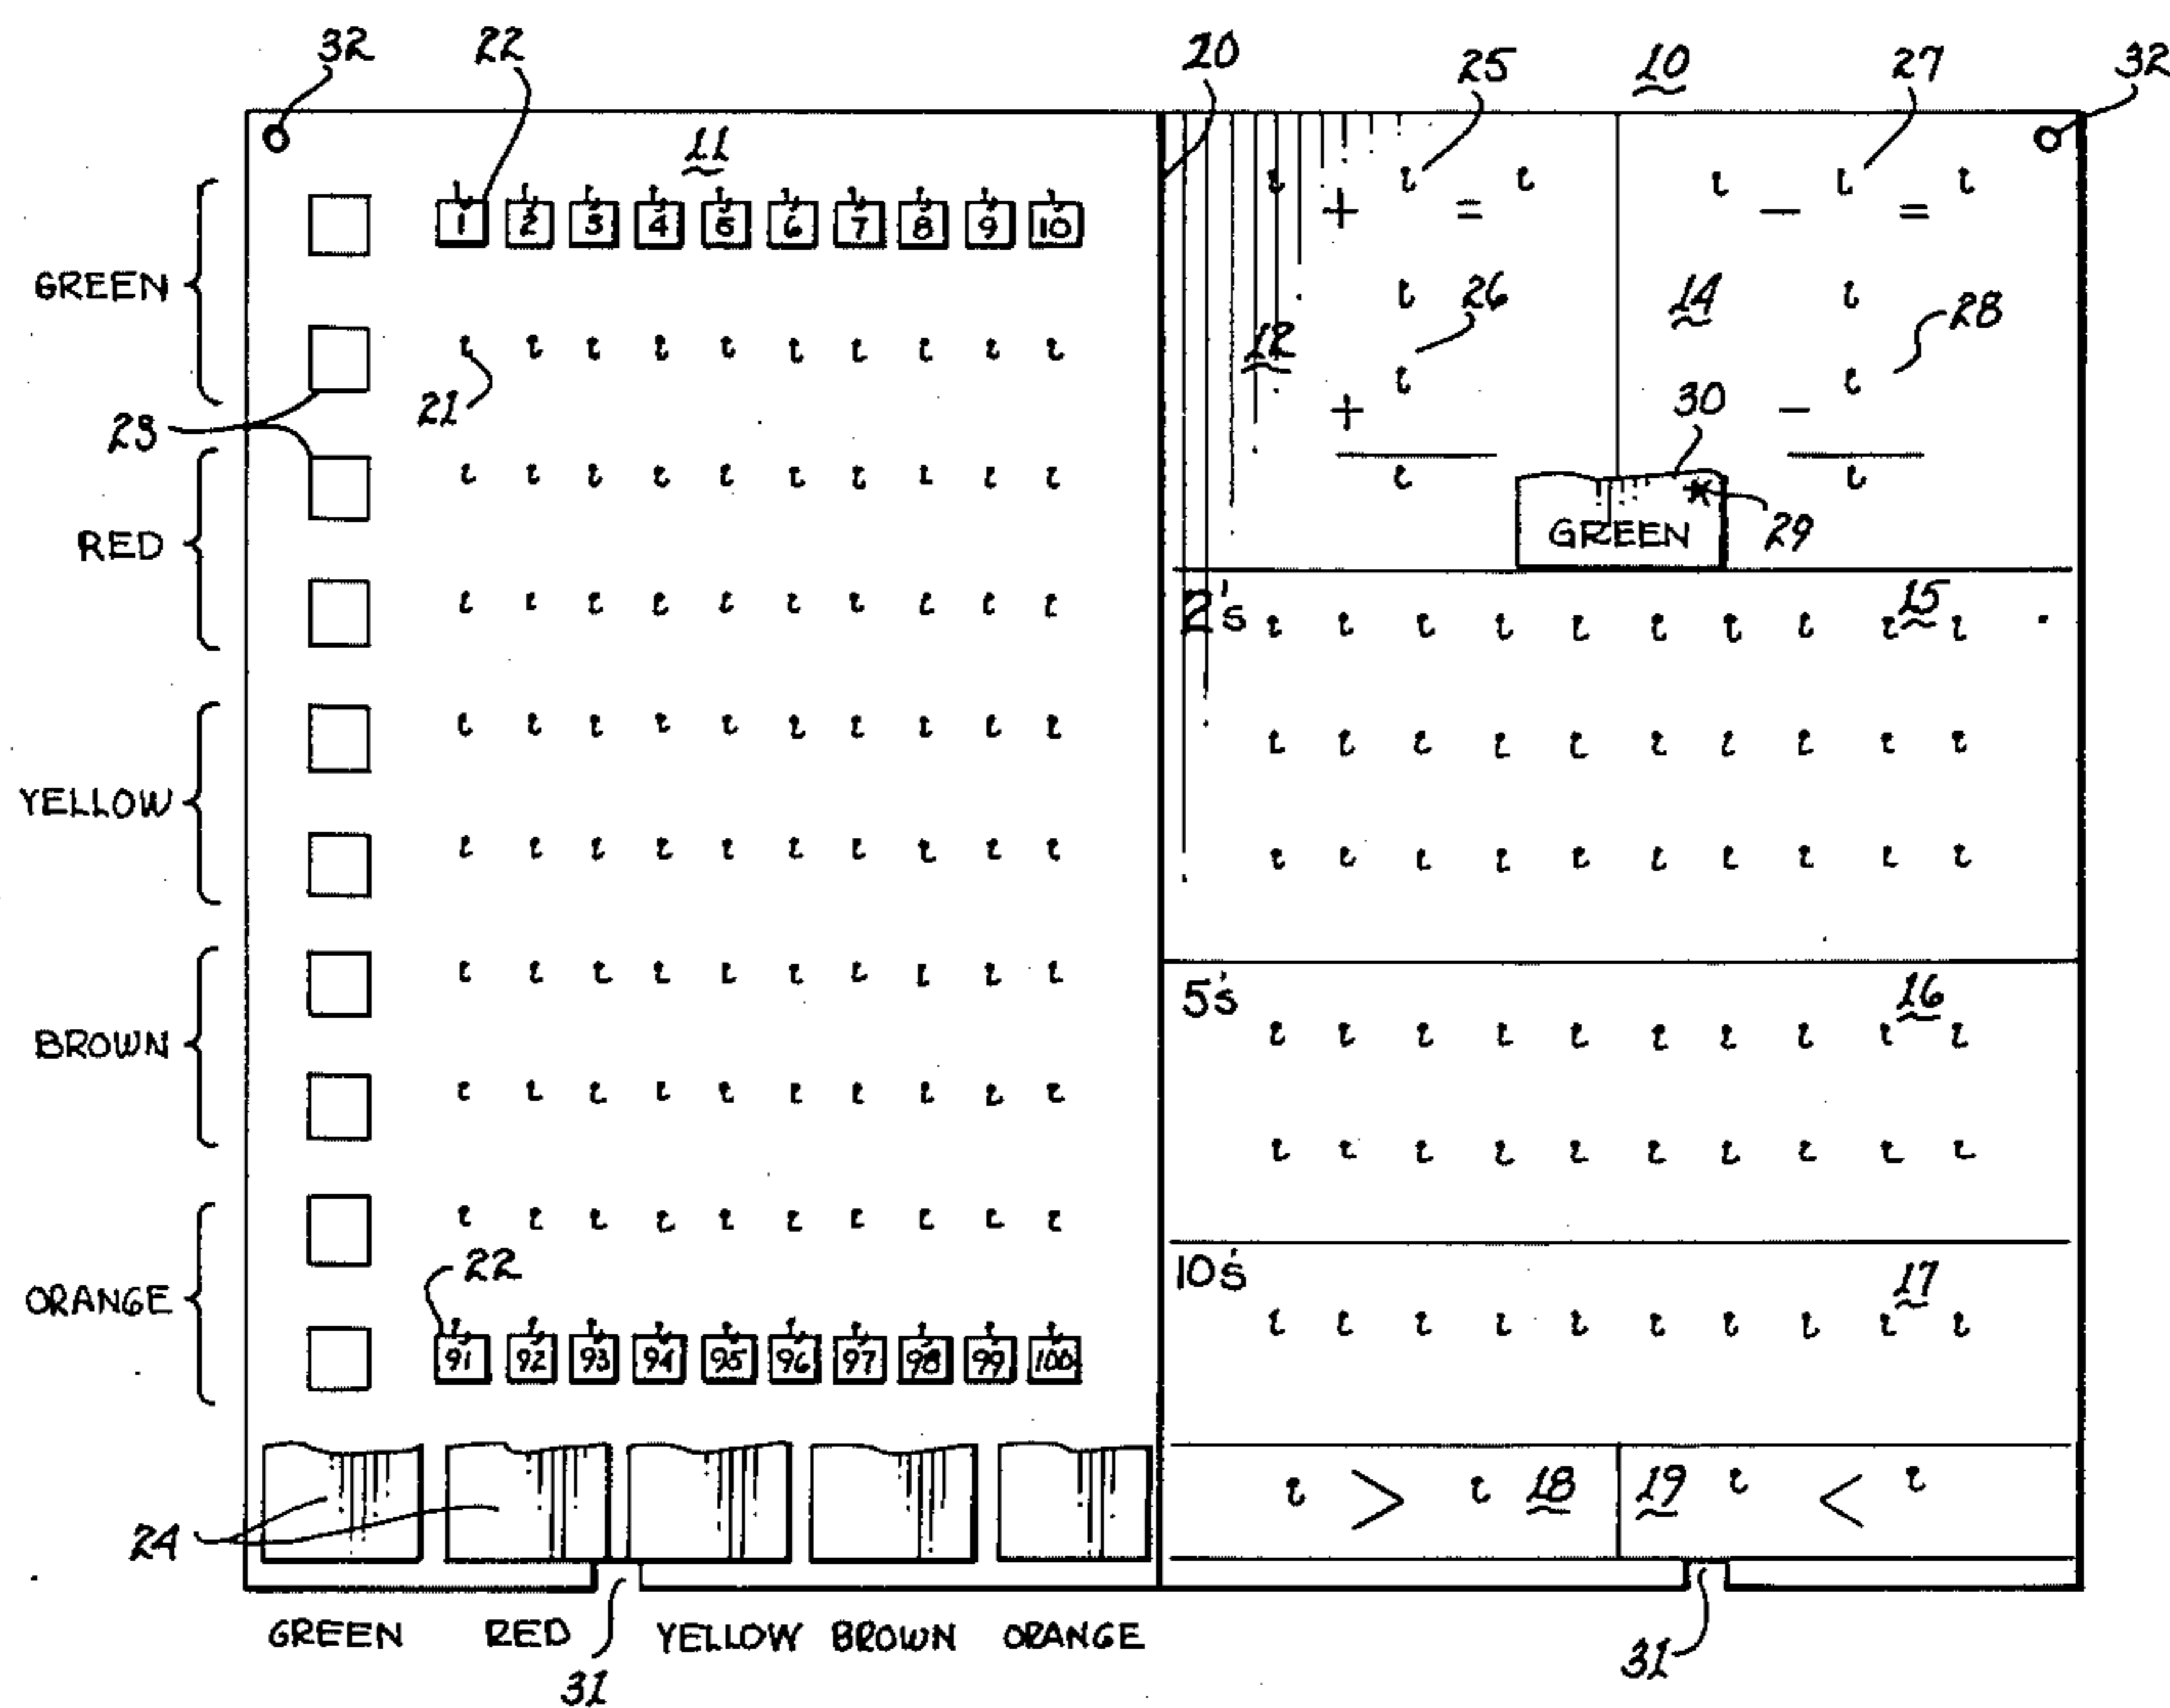 32 22 20 25 10 27 32
11
1 2 3 4 5 6 7 8 9 10
+ = - =
GREEN
26 14 28
12
21
+ 30 -
23
29
RED
GREEN
2's 15
YELLOW
5's 16
BROWN
22
10's 17
ORANGE
91 92 93 94 95 96 97 98 99 100
> 18 19 <
24
GREEN RED YELLOW BROWN ORANGE
31 31